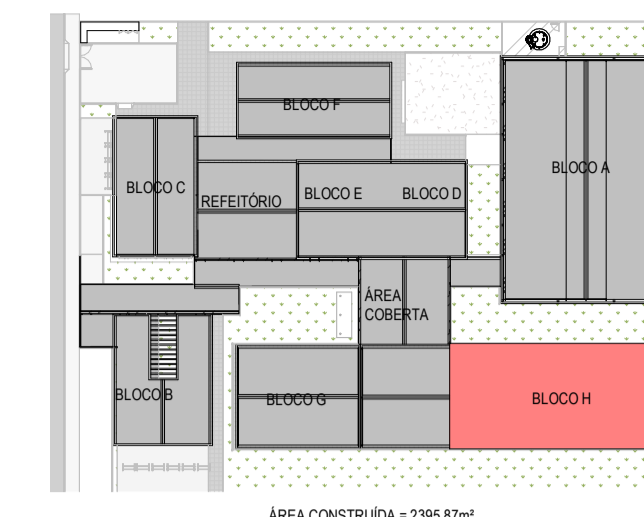 BLOCO F
BLOCO A
BLOCO C
REFEITÓRIO
BLOCO E
BLOCO D
ÁREA
COBERTA
BLOCO B
BLOCO G
BLOCO H
ÁREA CONSTRUÍDA = 2395,87m²